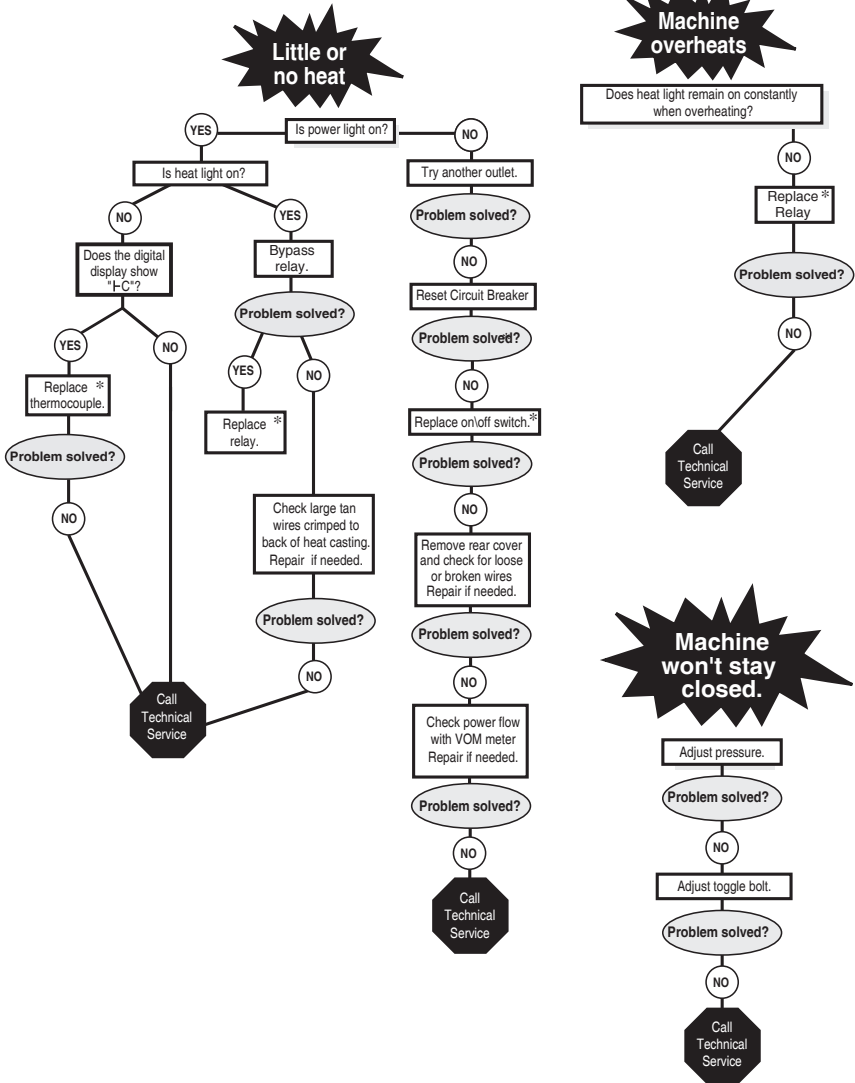 Little or
no heat
Is power light on?
YES
NO
Is heat light on?
Try another outlet.
NO
YES
Problem solved?
Does the digital
display show
"⊢C"?
Bypass
relay.
NO
Problem solved?
Reset Circuit Breaker
YES
NO
Problem solved?
Replace *
thermocouple.
YES
NO
NO
Problem solved?
Replace *
relay.
Replace on\off switch.*
NO
Problem solved?
Check large tan
wires crimped to
back of heat casting.
Repair if needed.
NO
Remove rear cover
and check for loose
or broken wires
Repair if needed.
Problem solved?
Problem solved?
NO
NO
Call
Technical
Service
Check power flow
with VOM meter
Repair if needed.
Problem solved?
NO
Call
Technical
Service
Machine
overheats
Does heat light remain on constantly
when overheating?
NO
Replace *
Relay
Problem solved?
NO
Call
Technical
Service
Machine
won't stay
closed.
Adjust pressure.
Problem solved?
NO
Adjust toggle bolt.
Problem solved?
NO
Call
Technical
Service